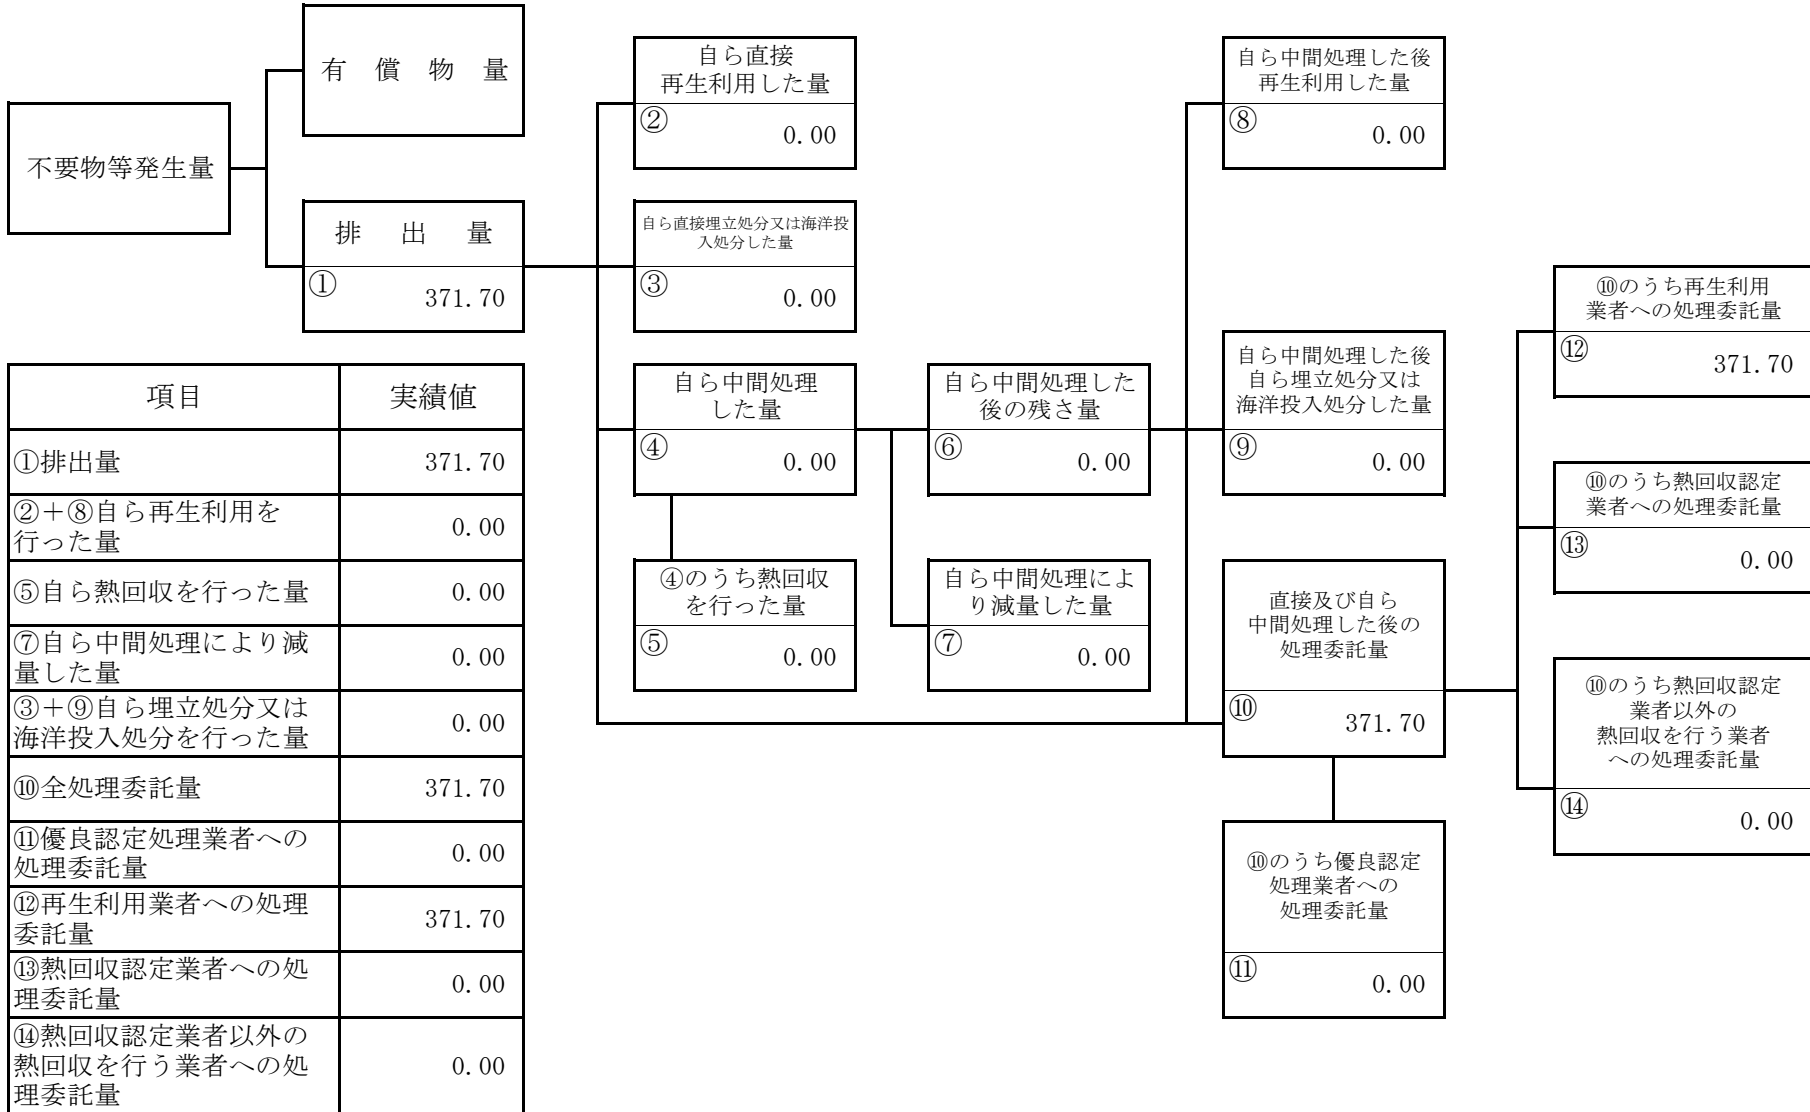 有　償　物　量
不要物等発生量
排　出　量
①
371.70
自ら直接
再生利用した量
②
0.00
自ら直接埋立処分又は海洋投
入処分した量
③
0.00
自ら中間処理
した量
④
0.00
④のうち熱回収
を行った量
⑤
0.00
自ら中間処理した
後の残さ量
⑥
0.00
自ら中間処理によ
り減量した量
⑦
0.00
自ら中間処理した後
再生利用した量
⑧
0.00
自ら中間処理した後
自ら埋立処分又は
海洋投入処分した量
⑨
0.00
直接及び自ら
中間処理した後の
処理委託量
⑩
371.70
⑩のうち優良認定
処理業者への
処理委託量
⑪
0.00
⑩のうち再生利用
業者への処理委託量
⑫
371.70
⑩のうち熱回収認定
業者への処理委託量
⑬
0.00
⑩のうち熱回収認定
業者以外の
熱回収を行う業者
への処理委託量
⑭
0.00
項目 実績値
①排出量 371.70
②＋⑧自ら再生利用を
行った量 0.00
⑤自ら熱回収を行った量 0.00
⑦自ら中間処理により減
量した量 0.00
③＋⑨自ら埋立処分又は
海洋投入処分を行った量 0.00
⑩全処理委託量 371.70
⑪優良認定処理業者への
処理委託量 0.00
⑫再生利用業者への処理
委託量 371.70
⑬熱回収認定業者への処
理委託量 0.00
⑭熱回収認定業者以外の
熱回収を行う業者への処
理委託量 0.00